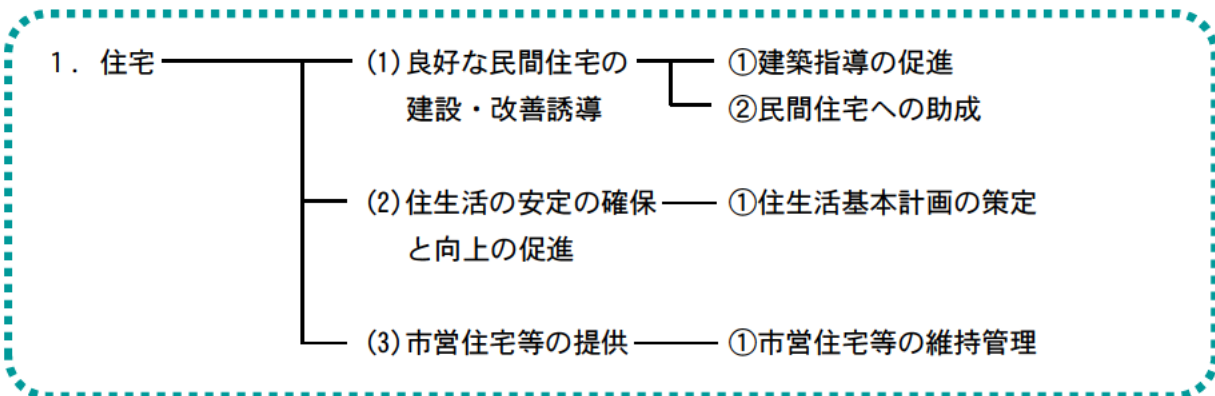 1．住宅 (1)良好な民間住宅の ①建築指導の促進
建設・改善誘導 ②民間住宅への助成
(2)住生活の安定の確保 ①住生活基本計画の策定
と向上の促進
(3)市営住宅等の提供 ①市営住宅等の維持管理